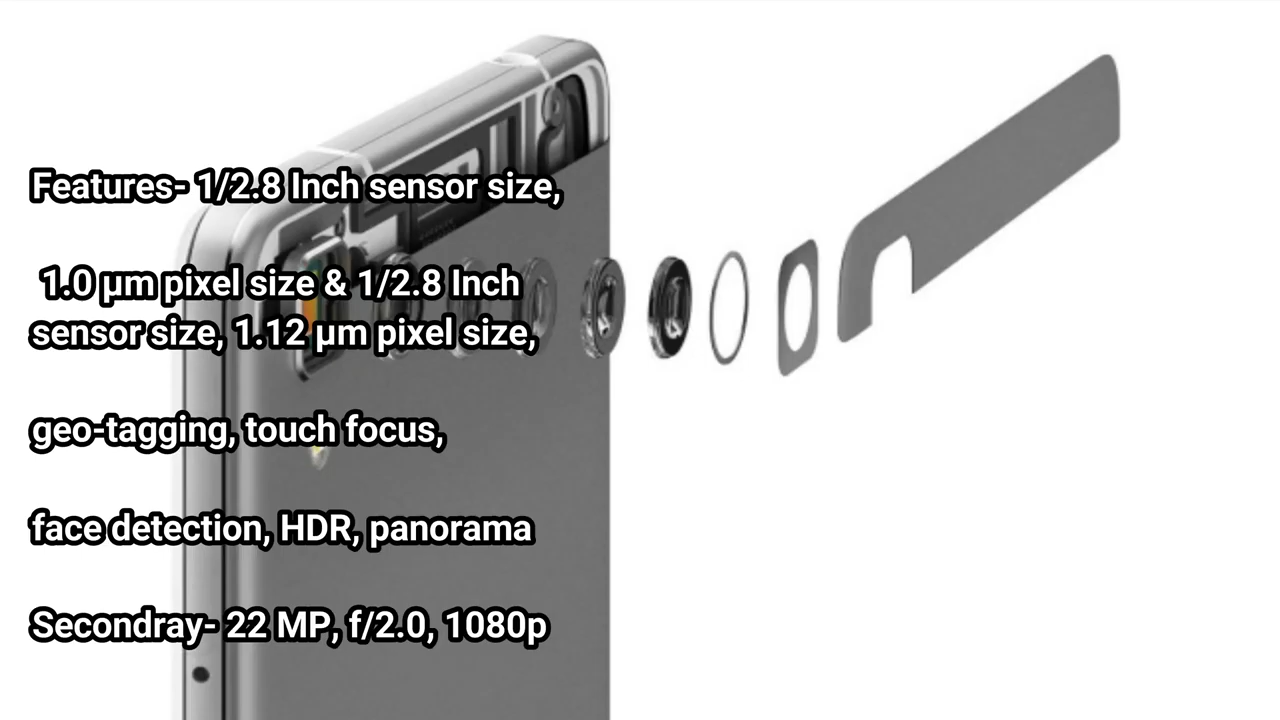 Features- 1/2.8 Inch sensor size,
1.0 µm pixel size & 1/2.8 Inch
sensor size, 1.12 µm pixel size,
geo-tagging, touch focus,
face detection, HDR, panorama
Secondray- 22 MP, f/2.0, 1080p